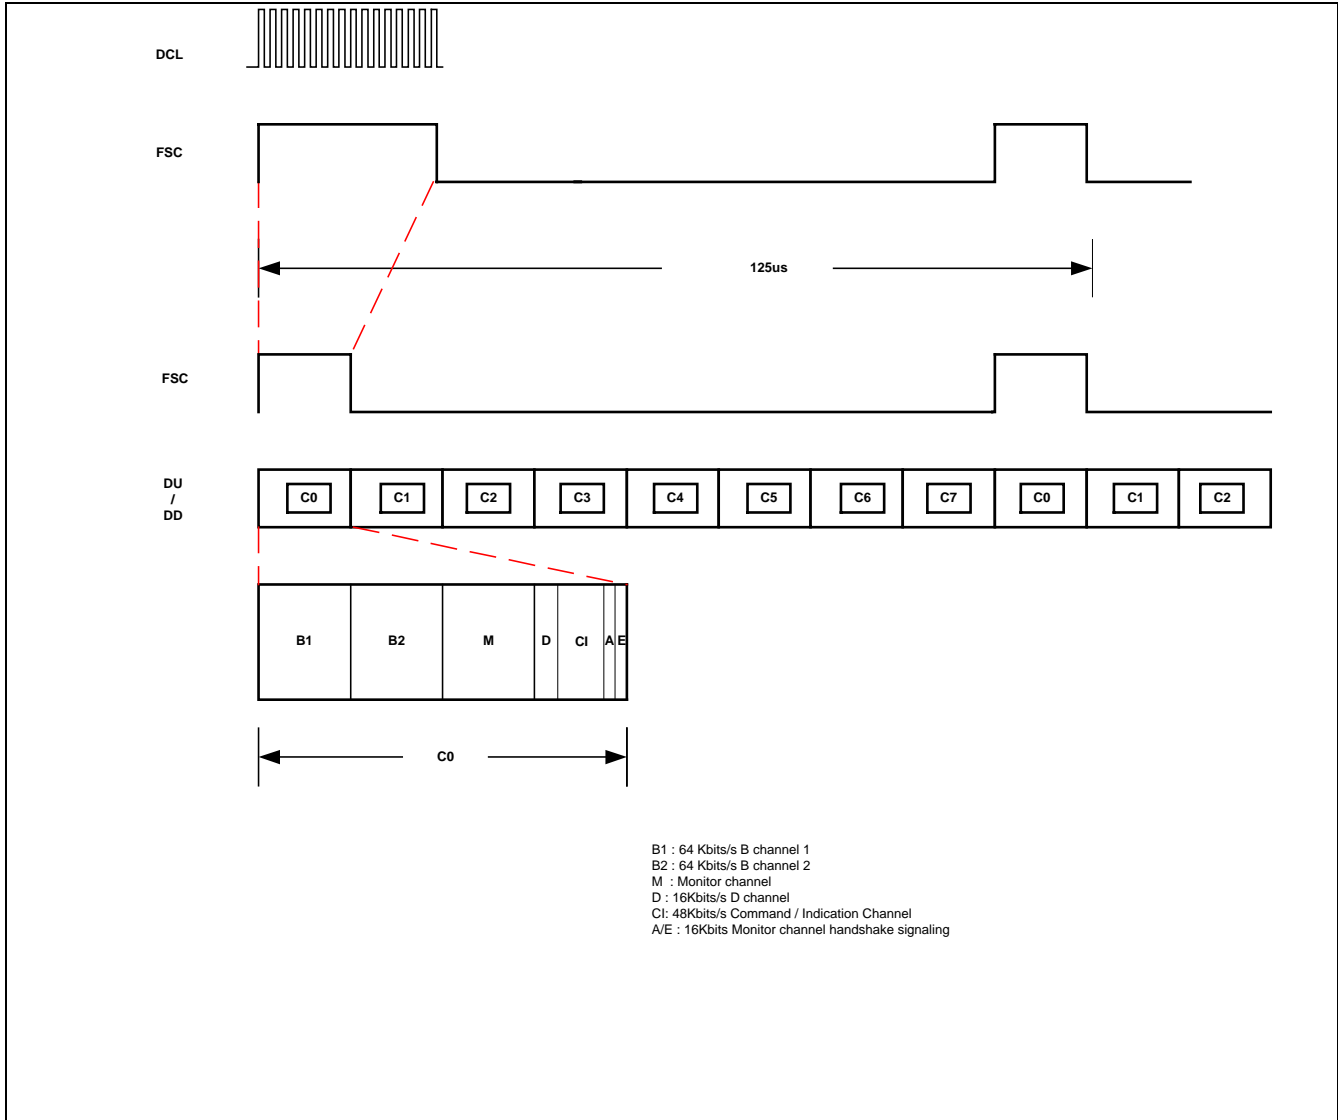 DCL
FSC
125us
FSC
DU
/
DD
C0 C1 C2 C3 C4 C5 C6 C7 C0 C1 C2
B1 B2 M D CI A E
C0
B1 : 64 Kbits/s B channel 1
B2 : 64 Kbits/s B channel 2
M : Monitor channel
D : 16Kbits/s D channel
CI: 48Kbits/s Command / Indication Channel
A/E : 16Kbits Monitor channel handshake signaling